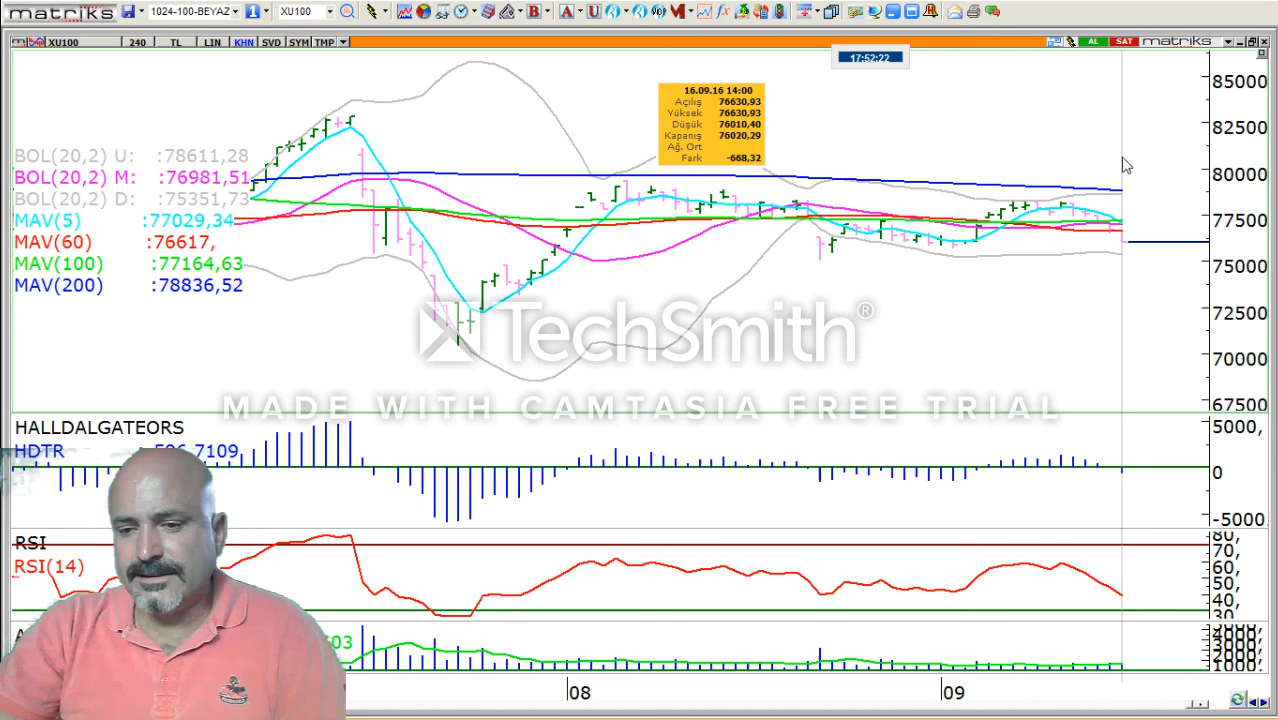 matriks
1024-100-BEYAZ
1
XU100
B
A
U
XU100
240
TL
LIN
KHN
SVD
SYM
TMP
AL
SAT
matriks
17:52:22
16.09.16 14:00
Açılış 76630,93
Yüksek 76630,93
Düşük 76010,40
Kapanış 76020,29
Ağ. Ort
Fark -668,32
BOL(20,2) U: :78611,28
BOL(20,2) M: :76981,51
BOL(20,2) D: :75351,73
MAV(5) :77029,34
MAV(60) :76617,
MAV(100) :77164,63
MAV(200) :78836,52
85000
82500
80000
77500
75000
72500
70000
67500
TechSmith®
MADE WITH CAMTASIA FREE TRIAL
HALLDALGATEORS
HDTR
5000,
0
-5000,
RSI
RSI(14)
80,
70,
60,
50,
40,
30,
4000,
3000,
2000,
1000,
08
09